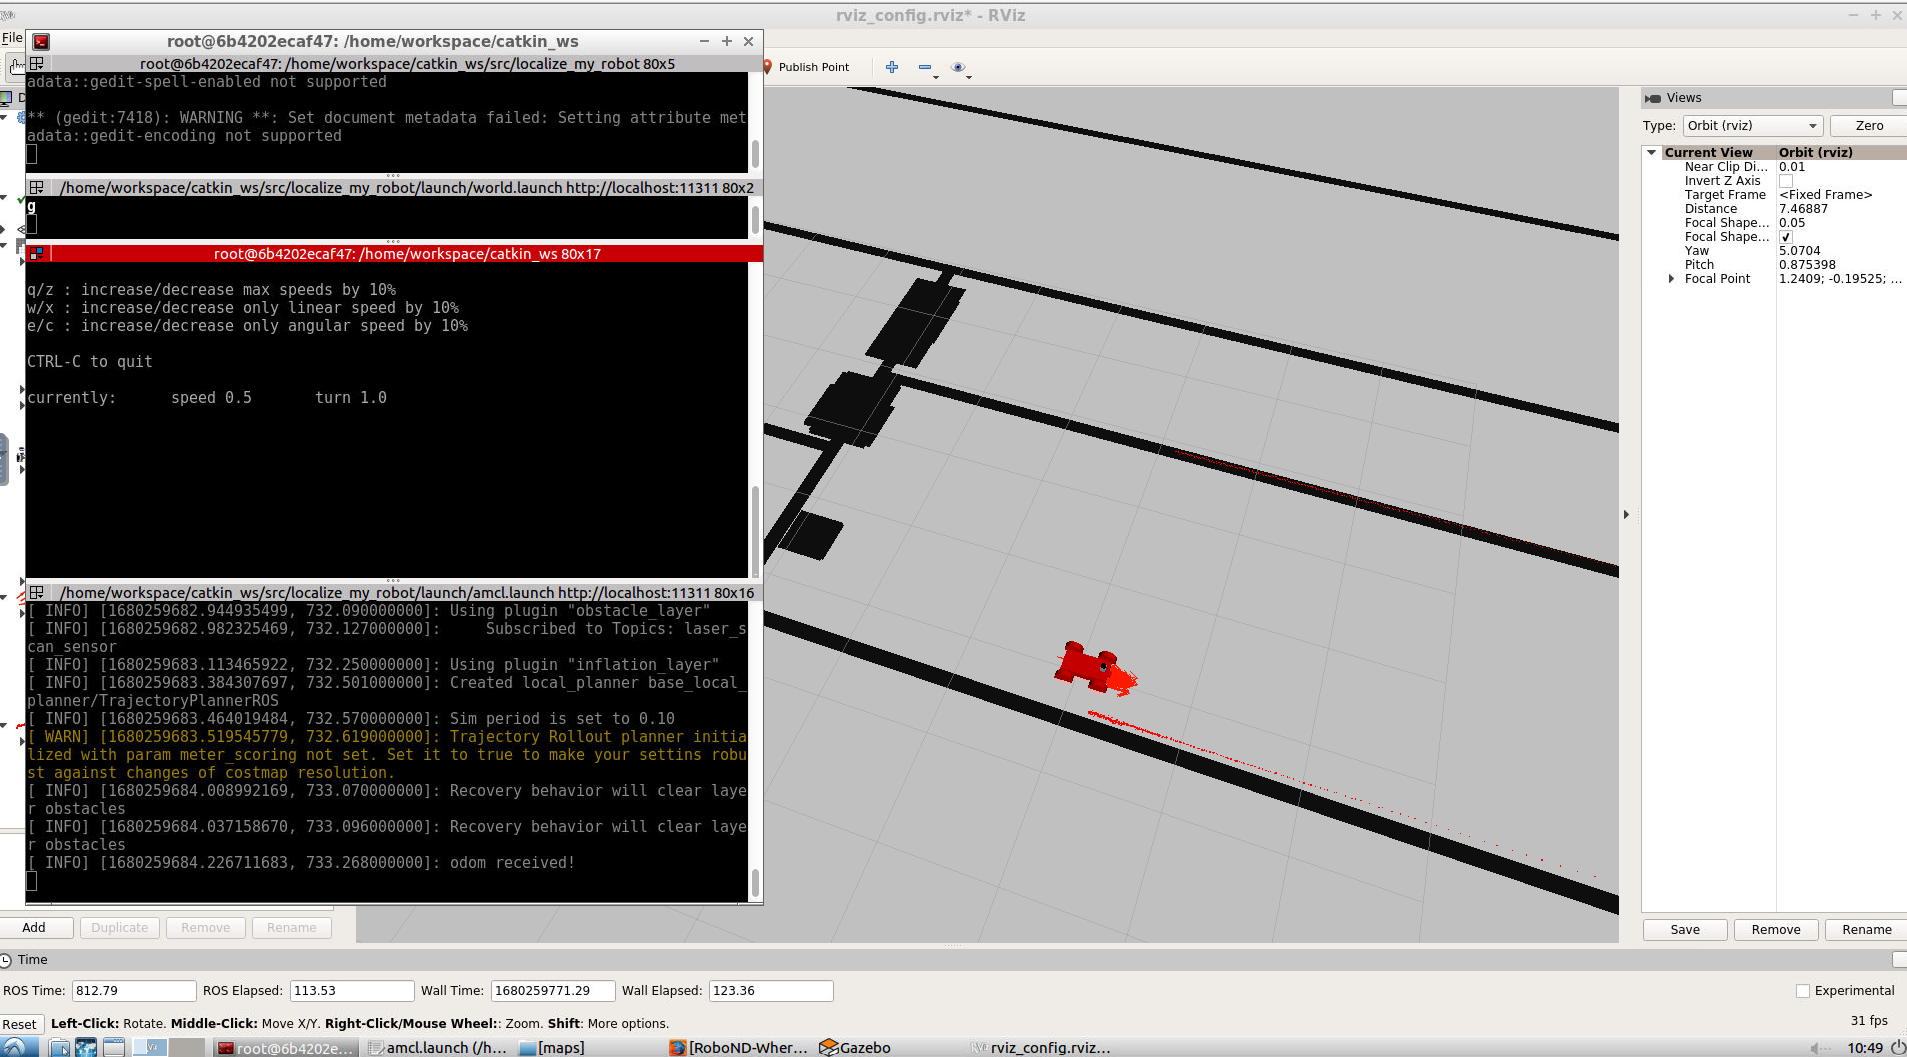 rviz_config.rviz* - RViz
File
root@6b4202ecaf47: /home/workspace/catkin_ws
root@6b4202ecaf47: /home/workspace/catkin_ws/src/localize_my_robot 80x5
adata::gedit-spell-enabled not supported
** (gedit:7418): WARNING **: Set document metadata failed: Setting attribute met
adata::gedit-encoding not supported
/home/workspace/catkin_ws/src/localize_my_robot/launch/world.launch http://localhost:11311 80x2
g
root@6b4202ecaf47: /home/workspace/catkin_ws 80x17
q/z : increase/decrease max speeds by 10%
w/x : increase/decrease only linear speed by 10%
e/c : increase/decrease only angular speed by 10%
CTRL-C to quit
currently:      speed 0.5       turn 1.0
/home/workspace/catkin_ws/src/localize_my_robot/launch/amcl.launch http://localhost:11311 80x16
[ INFO] [1680259682.944935499, 732.090000000]: Using plugin "obstacle_layer"
[ INFO] [1680259682.982325469, 732.127000000]:     Subscribed to Topics: laser_s
can_sensor
[ INFO] [1680259683.113465922, 732.250000000]: Using plugin "inflation_layer"
[ INFO] [1680259683.384307697, 732.501000000]: Created local_planner base_local_
planner/TrajectoryPlannerROS
[ INFO] [1680259683.464019484, 732.570000000]: Sim period is set to 0.10
[ WARN] [1680259683.519545779, 732.619000000]: Trajectory Rollout planner initia
lized with param meter_scoring not set. Set it to true to make your settins robu
st against changes of costmap resolution.
[ INFO] [1680259684.008992169, 733.070000000]: Recovery behavior will clear laye
r obstacles
[ INFO] [1680259684.037158670, 733.096000000]: Recovery behavior will clear laye
r obstacles
[ INFO] [1680259684.226711683, 733.268000000]: odom received!
Publish Point
Views
Type: Orbit (rviz) Zero
Current View Orbit (rviz)
Near Clip Di... 0.01
Invert Z Axis
Target Frame <Fixed Frame>
Distance 7.46887
Focal Shape... 0.05
Focal Shape...
Yaw 5.0704
Pitch 0.875398
Focal Point 1.2409; -0.19525; ...
Add Duplicate Remove Rename
Save Remove Rename
Time
ROS Time: 812.79 ROS Elapsed: 113.53 Wall Time: 1680259771.29 Wall Elapsed: 123.36
Experimental
Reset Left-Click: Rotate. Middle-Click: Move X/Y. Right-Click/Mouse Wheel:: Zoom. Shift: More options.
31 fps
root@6b4202e... amcl.launch (/h... [maps] [RoboND-Wher... Gazebo rviz_config.rviz... 10:49